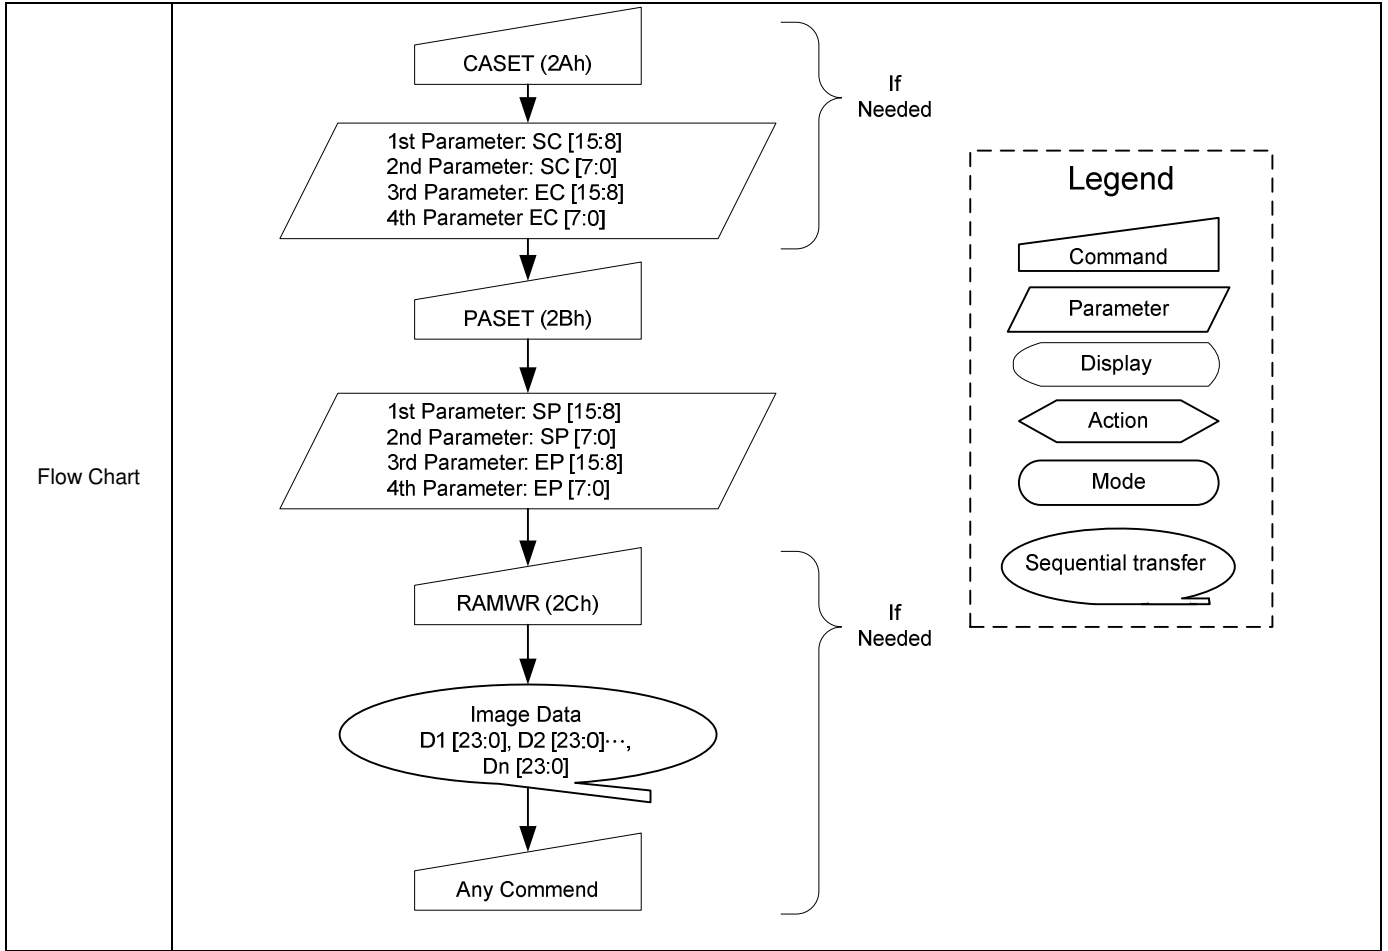 Flow Chart
CASET (2Ah)
1st Parameter: SC [15:8]
2nd Parameter: SC [7:0]
3rd Parameter: EC [15:8]
4th Parameter EC [7:0]
If
Needed
PASET (2Bh)
1st Parameter: SP [15:8]
2nd Parameter: SP [7:0]
3rd Parameter: EP [15:8]
4th Parameter: EP [7:0]
RAMWR (2Ch)
If
Needed
Image Data
D1 [23:0], D2 [23:0]⋯,
Dn [23:0]
Any Commend
Legend
Command
Parameter
Display
Action
Mode
Sequential transfer